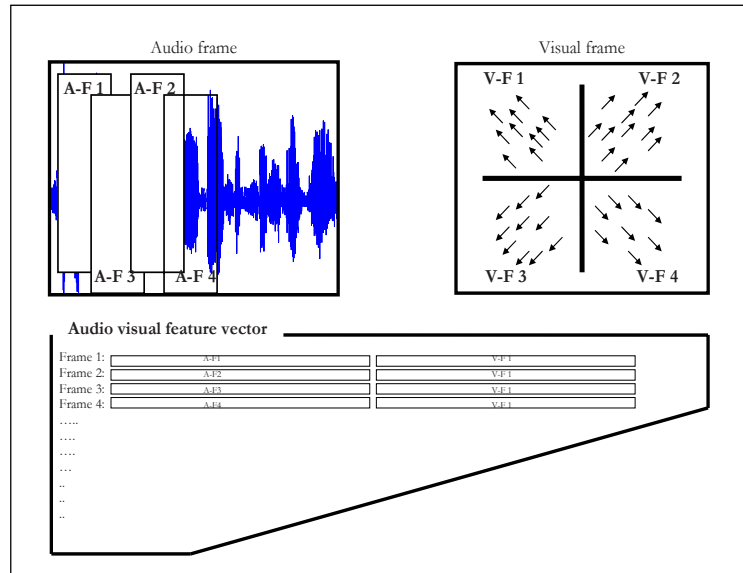 Audio frame
Visual frame
A-F 1
A-F 2
A-F 3
A-F 4
V-F 1
V-F 2
V-F 3
V-F 4
Audio visual feature vector
Frame 1: A-F1 V-F 1
Frame 2: A-F2 V-F 1
Frame 3: A-F3 V-F 1
Frame 4: A-F4 V-F 1
…..
….
….
…
..
..
..